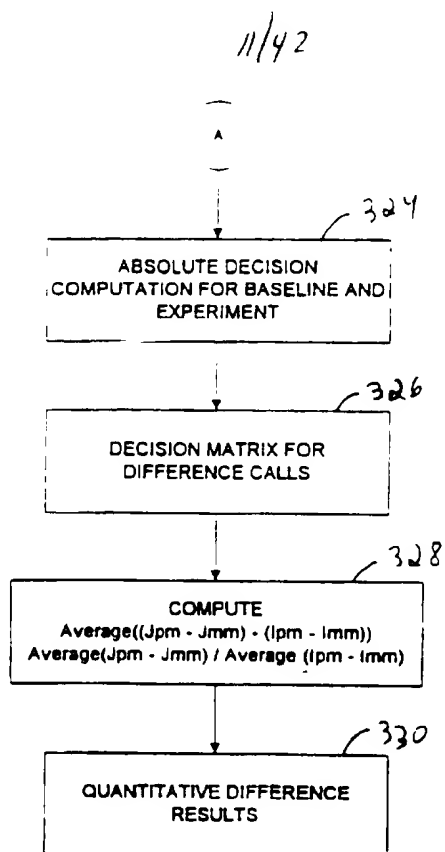 11/42
A
324
ABSOLUTE DECISION
COMPUTATION FOR BASELINE AND
EXPERIMENT
326
DECISION MATRIX FOR
DIFFERENCE CALLS
328
COMPUTE
Average((Jpm - Jmm) - (Ipm - Imm))
Average(Jpm - Jmm) / Average (Ipm - Imm)
330
QUANTITATIVE DIFFERENCE
RESULTS